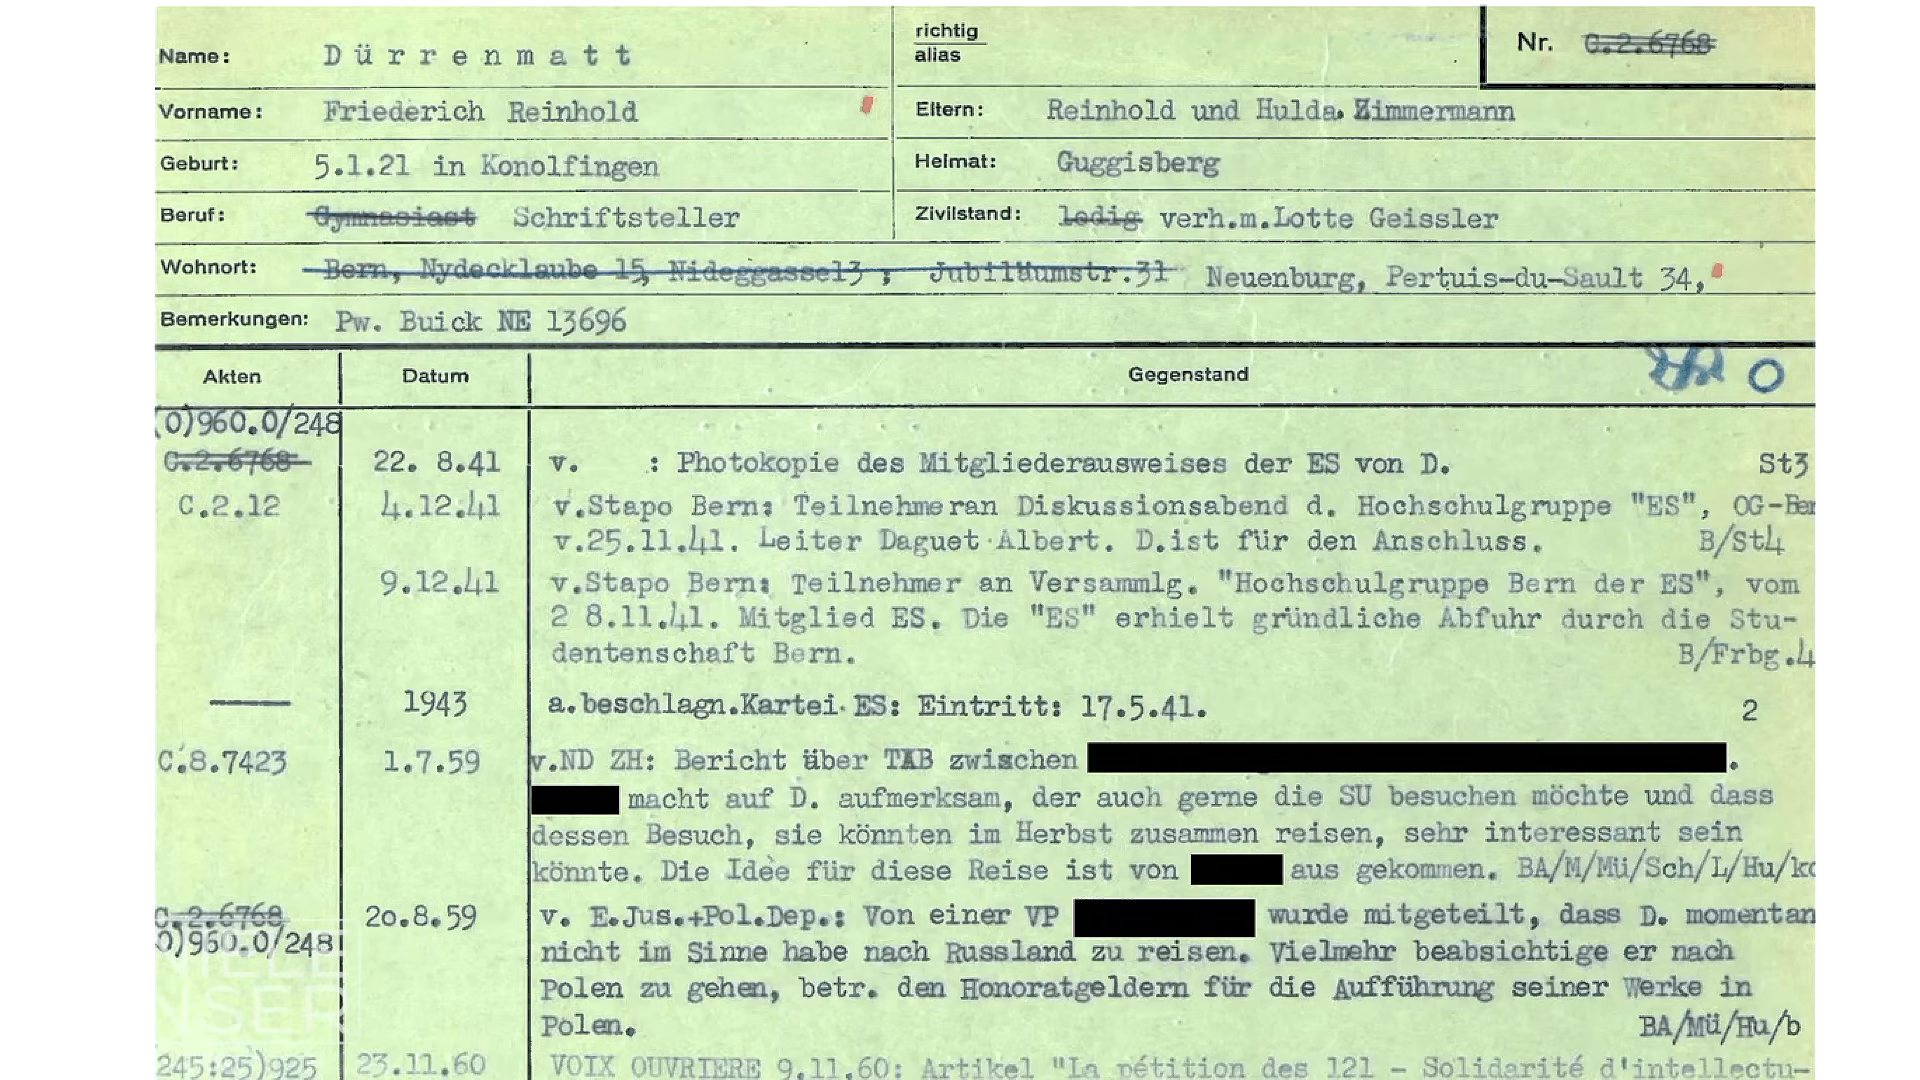 Name: Dürrenmatt
richtig
alias
Nr. C.2.6768
Vorname: Friederich Reinhold
Eltern: Reinhold und Hulda. Zimmermann
Geburt: 5.1.21 in Konolfingen
Heimat: Guggisberg
Beruf: Gymnasiast Schriftsteller
Zivilstand: ledig verh.m.Lotte Geissler
Wohnort: Bern, Nydecklaube 15, Nideggasse13 ; Jubiläumstr.31 Neuenburg, Pertuis-du-Sault 34,
Bemerkungen: Pw. Buick NE 13696
Akten Datum Gegenstand
(0)960.0/248
C.2.6768 22. 8.41 v. : Photokopie des Mitgliederausweises der ES von D. St3
C.2.12 4.12.41 v.Stapo Bern: Teilnehmeran Diskussionsabend d. Hochschulgruppe "ES", OG-Ber
v.25.11.41. Leiter Daguet Albert. D.ist für den Anschluss. B/St4
9.12.41 v.Stapo Bern: Teilnehmer an Versammlg. "Hochschulgruppe Bern der ES", vom
2 8.11.41. Mitglied ES. Die "ES" erhielt gründliche Abfuhr durch die Stu-
dentenschaft Bern. B/Frbg.4
1943 a.beschlagn.Kartei ES: Eintritt: 17.5.41. 2
C.8.7423 1.7.59 v.ND ZH: Bericht über TAB zwischen .
macht auf D. aufmerksam, der auch gerne die SU besuchen möchte und dass
dessen Besuch, sie könnten im Herbst zusammen reisen, sehr interessant sein
könnte. Die Idèe für diese Reise ist von aus gekommen. BA/M/Mü/Sch/L/Hu/ko
C.2.6768 20.8.59 v. E.Jus.+Pol.Dep.: Von einer VP wurde mitgeteilt, dass D. momentan
0)960.0/248 nicht im Sinne habe nach Russland zu reisen. Vielmehr beabsichtige er nach
Polen zu gehen, betr. den Honoratgeldern für die Aufführung seiner Werke in
Polen. BA/Mü/Hu/b
245:25)925 23.11.60 VOIX OUVRIERE 9.11.60: Artikel "La pétition des 121 - Solidarité d'intellectu-